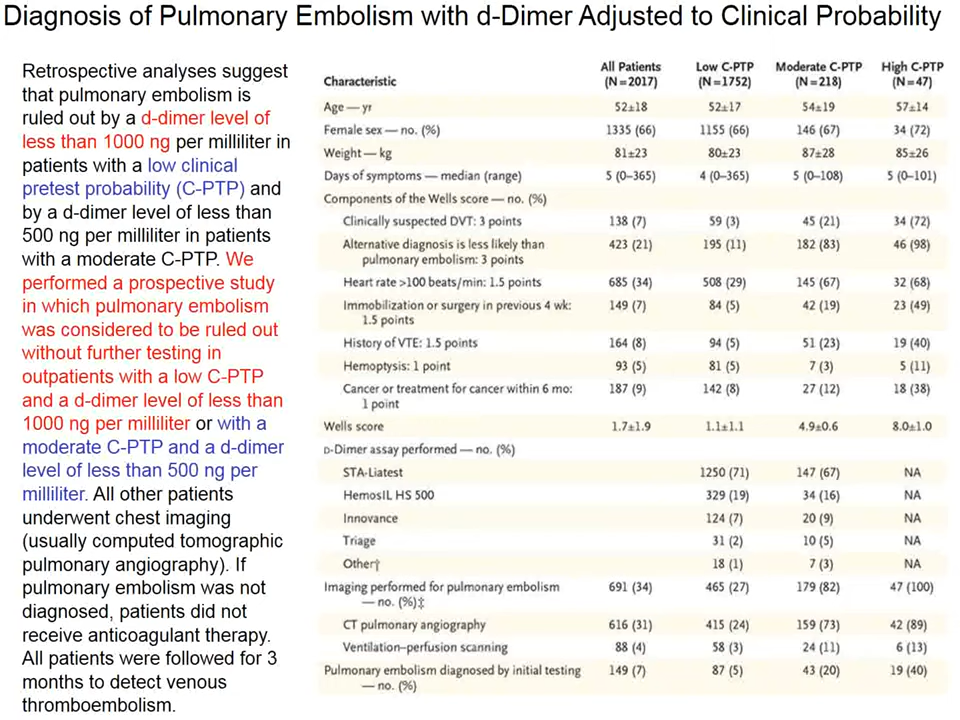 Diagnosis of Pulmonary Embolism with d-Dimer Adjusted to Clinical Probability
Retrospective analyses suggest
that pulmonary embolism is
ruled out by a d-dimer level of
less than 1000 ng per milliliter in
patients with a low clinical
pretest probability (C-PTP) and
by a d-dimer level of less than
500 ng per milliliter in patients
with a moderate C-PTP. We
performed a prospective study
in which pulmonary embolism
was considered to be ruled out
without further testing in
outpatients with a low C-PTP
and a d-dimer level of less than
1000 ng per milliliter or with a
moderate C-PTP and a d-dimer
level of less than 500 ng per
milliliter. All other patients
underwent chest imaging
(usually computed tomographic
pulmonary angiography). If
pulmonary embolism was not
diagnosed, patients did not
receive anticoagulant therapy.
All patients were followed for 3
months to detect venous
thromboembolism.
Characteristic All Patients (N=2017) Low C-PTP (N=1752) Moderate C-PTP (N=218) High C-PTP (N=47)
Age — yr 52±18 52±17 54±19 57±14
Female sex — no. (%) 1335 (66) 1155 (66) 146 (67) 34 (72)
Weight — kg 81±23 80±23 87±28 85±26
Days of symptoms — median (range) 5 (0–365) 4 (0–365) 5 (0–108) 5 (0–101)
Components of the Wells score — no. (%)
Clinically suspected DVT: 3 points 138 (7) 59 (3) 45 (21) 34 (72)
Alternative diagnosis is less likely than 423 (21) 195 (11) 182 (83) 46 (98)
pulmonary embolism: 3 points
Heart rate >100 beats/min: 1.5 points 685 (34) 508 (29) 145 (67) 32 (68)
Immobilization or surgery in previous 4 wk: 149 (7) 84 (5) 42 (19) 23 (49)
1.5 points
History of VTE: 1.5 points 164 (8) 94 (5) 51 (23) 19 (40)
Hemoptysis: 1 point 93 (5) 81 (5) 7 (3) 5 (11)
Cancer or treatment for cancer within 6 mo: 187 (9) 142 (8) 27 (12) 18 (38)
1 point
Wells score 1.7±1.9 1.1±1.1 4.9±0.6 8.0±1.0
D-Dimer assay performed — no. (%)
STA-Liatest 1250 (71) 147 (67) NA
HemosIL HS 500 329 (19) 34 (16) NA
Innovance 124 (7) 20 (9) NA
Triage 31 (2) 10 (5) NA
Other† 18 (1) 7 (3) NA
Imaging performed for pulmonary embolism 691 (34) 465 (27) 179 (82) 47 (100)
— no. (%)‡
CT pulmonary angiography 616 (31) 415 (24) 159 (73) 42 (89)
Ventilation–perfusion scanning 88 (4) 58 (3) 24 (11) 6 (13)
Pulmonary embolism diagnosed by initial testing 149 (7) 87 (5) 43 (20) 19 (40)
— no. (%)